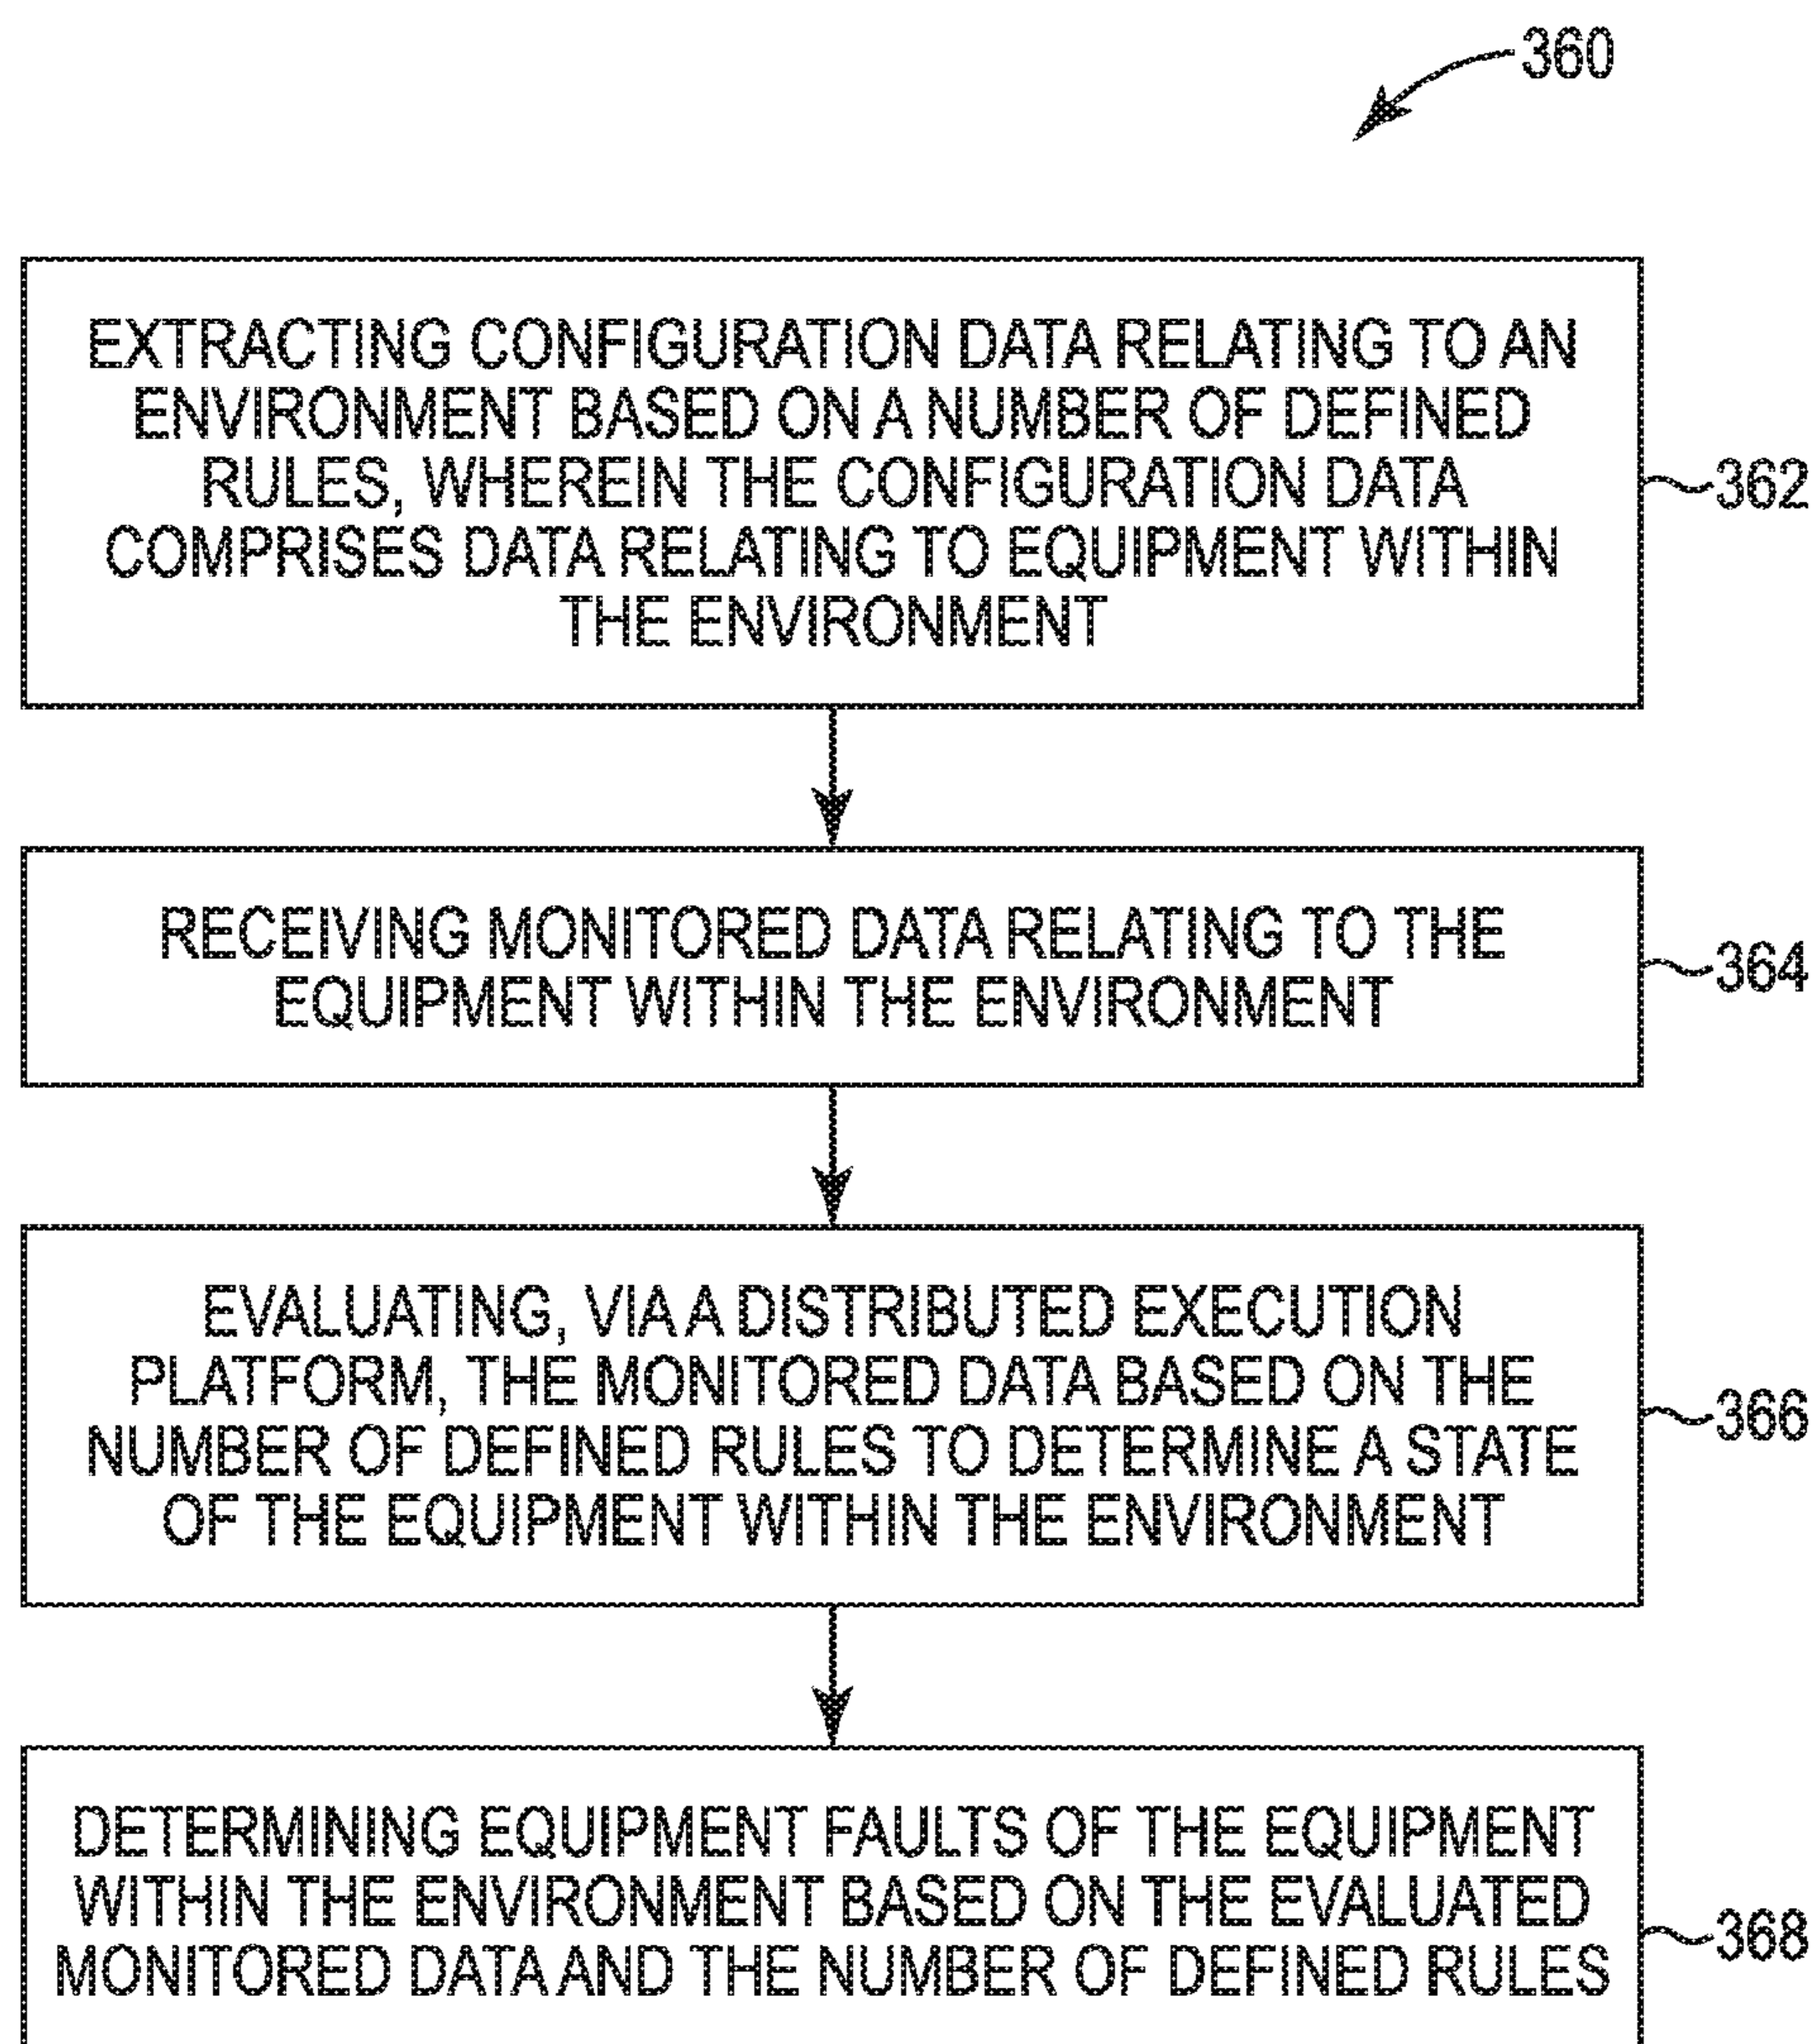 360
EXTRACTING CONFIGURATION DATA RELATING TO AN
ENVIRONMENT BASED ON A NUMBER OF DEFINED
RULES, WHEREIN THE CONFIGURATION DATA
COMPRISES DATA RELATING TO EQUIPMENT WITHIN
THE ENVIRONMENT
362
RECEIVING MONITORED DATA RELATING TO THE
EQUIPMENT WITHIN THE ENVIRONMENT
364
EVALUATING, VIA A DISTRIBUTED EXECUTION
PLATFORM, THE MONITORED DATA BASED ON THE
NUMBER OF DEFINED RULES TO DETERMINE A STATE
OF THE EQUIPMENT WITHIN THE ENVIRONMENT
366
DETERMINING EQUIPMENT FAULTS OF THE EQUIPMENT
WITHIN THE ENVIRONMENT BASED ON THE EVALUATED
MONITORED DATA AND THE NUMBER OF DEFINED RULES
368